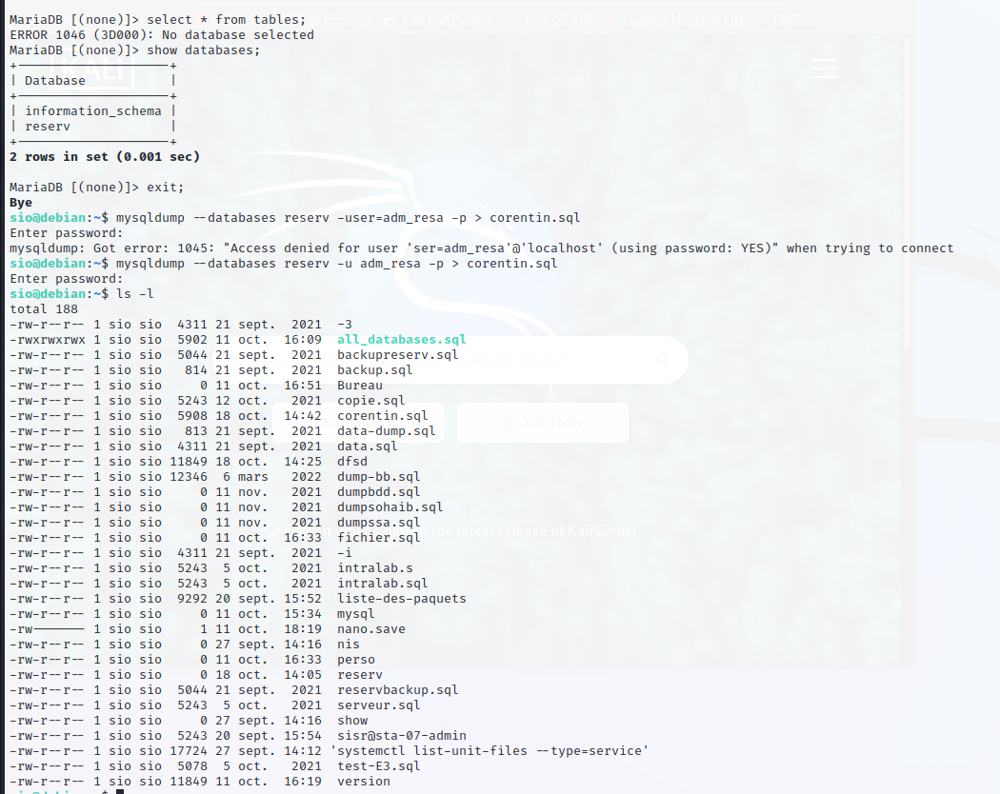 MariaDB [(none)]> select * from tables;
Kali Forums Kali NetHunter Exploit-DB Google Hacking DB OffSec
ERROR 1046 (3D000): No database selected
MariaDB [(none)]> show databases;
+--------------------+
KALI
| Database           |
+--------------------+
| information_schema |
| reserv             |
+--------------------+
2 rows in set (0.001 sec)
MariaDB [(none)]> exit;
Bye
sio@debian:~$ mysqldump --databases reserv -user=adm_resa -p > corentin.sql
Enter password:
mysqldump: Got error: 1045: "Access denied for user 'ser=adm_resa'@'localhost' (using password: YES)" when trying to connect
sio@debian:~$ mysqldump --databases reserv -u adm_resa -p > corentin.sql
Enter password:
sio@debian:~$ ls -l
total 188
-rw-r--r-- 1 sio sio  4311 21 sept.  2021  -3
-rwxrwxrwx 1 sio sio  5902 11 oct.  16:09  all_databases.sql
-rw-r--r-- 1 sio sio  5044 21 sept.  2021  backupreserv.sql
-rw-r--r-- 1 sio sio   814 21 sept.  2021  backup.sql
-rw-r--r-- 1 sio sio     0 11 oct.  16:51  Bureau
-rw-r--r-- 1 sio sio  5243 12 oct.   2021  copie.sql
-rw-r--r-- 1 sio sio  5908 18 oct.  14:42  corentin.sql
Kali Tools
-rw-r--r-- 1 sio sio   813 21 sept.  2021  data-dump.sql
-rw-r--r-- 1 sio sio  4311 21 sept.  2021  data.sql
-rw-r--r-- 1 sio sio 11849 18 oct.  14:25  dfsd
-rw-r--r-- 1 sio sio 12346  6 mars   2022  dump-bb.sql
-rw-r--r-- 1 sio sio     0 11 nov.   2021  dumpbdd.sql
-rw-r--r-- 1 sio sio     0 11 nov.   2021  dumpsohaib.sql
-rw-r--r-- 1 sio sio     0 11 nov.   2021  dumpssa.sql
the latest release of Kali Linux!
-rw-r--r-- 1 sio sio     0 11 oct.  16:33  fichier.sql
-rw-r--r-- 1 sio sio  4311 21 sept.  2021  -i
-rw-r--r-- 1 sio sio  5243  5 oct.   2021  intralab.s
-rw-r--r-- 1 sio sio  5243  5 oct.   2021  intralab.sql
-rw-r--r-- 1 sio sio  9292 20 sept. 15:52  liste-des-paquets
-rw-r--r-- 1 sio sio     0 11 oct.  15:34  mysql
-rw------- 1 sio sio     1 11 oct.  18:19  nano.save
-rw-r--r-- 1 sio sio     0 27 sept. 14:16  nis
-rw-r--r-- 1 sio sio     0 11 oct.  16:33  perso
-rw-r--r-- 1 sio sio     0 18 oct.  14:05  reserv
-rw-r--r-- 1 sio sio  5044 21 sept.  2021  reservbackup.sql
-rw-r--r-- 1 sio sio  5243  5 oct.   2021  serveur.sql
-rw-r--r-- 1 sio sio     0 27 sept. 14:16  show
-rw-r--r-- 1 sio sio  5243 20 sept. 15:54  sisr@sta-07-admin
-rw-r--r-- 1 sio sio 17724 27 sept. 14:12 'systemctl list-unit-files --type=service'
-rw-r--r-- 1 sio sio  5078  5 oct.   2021  test-E3.sql
-rw-r--r-- 1 sio sio 11849 11 oct.  16:19  version